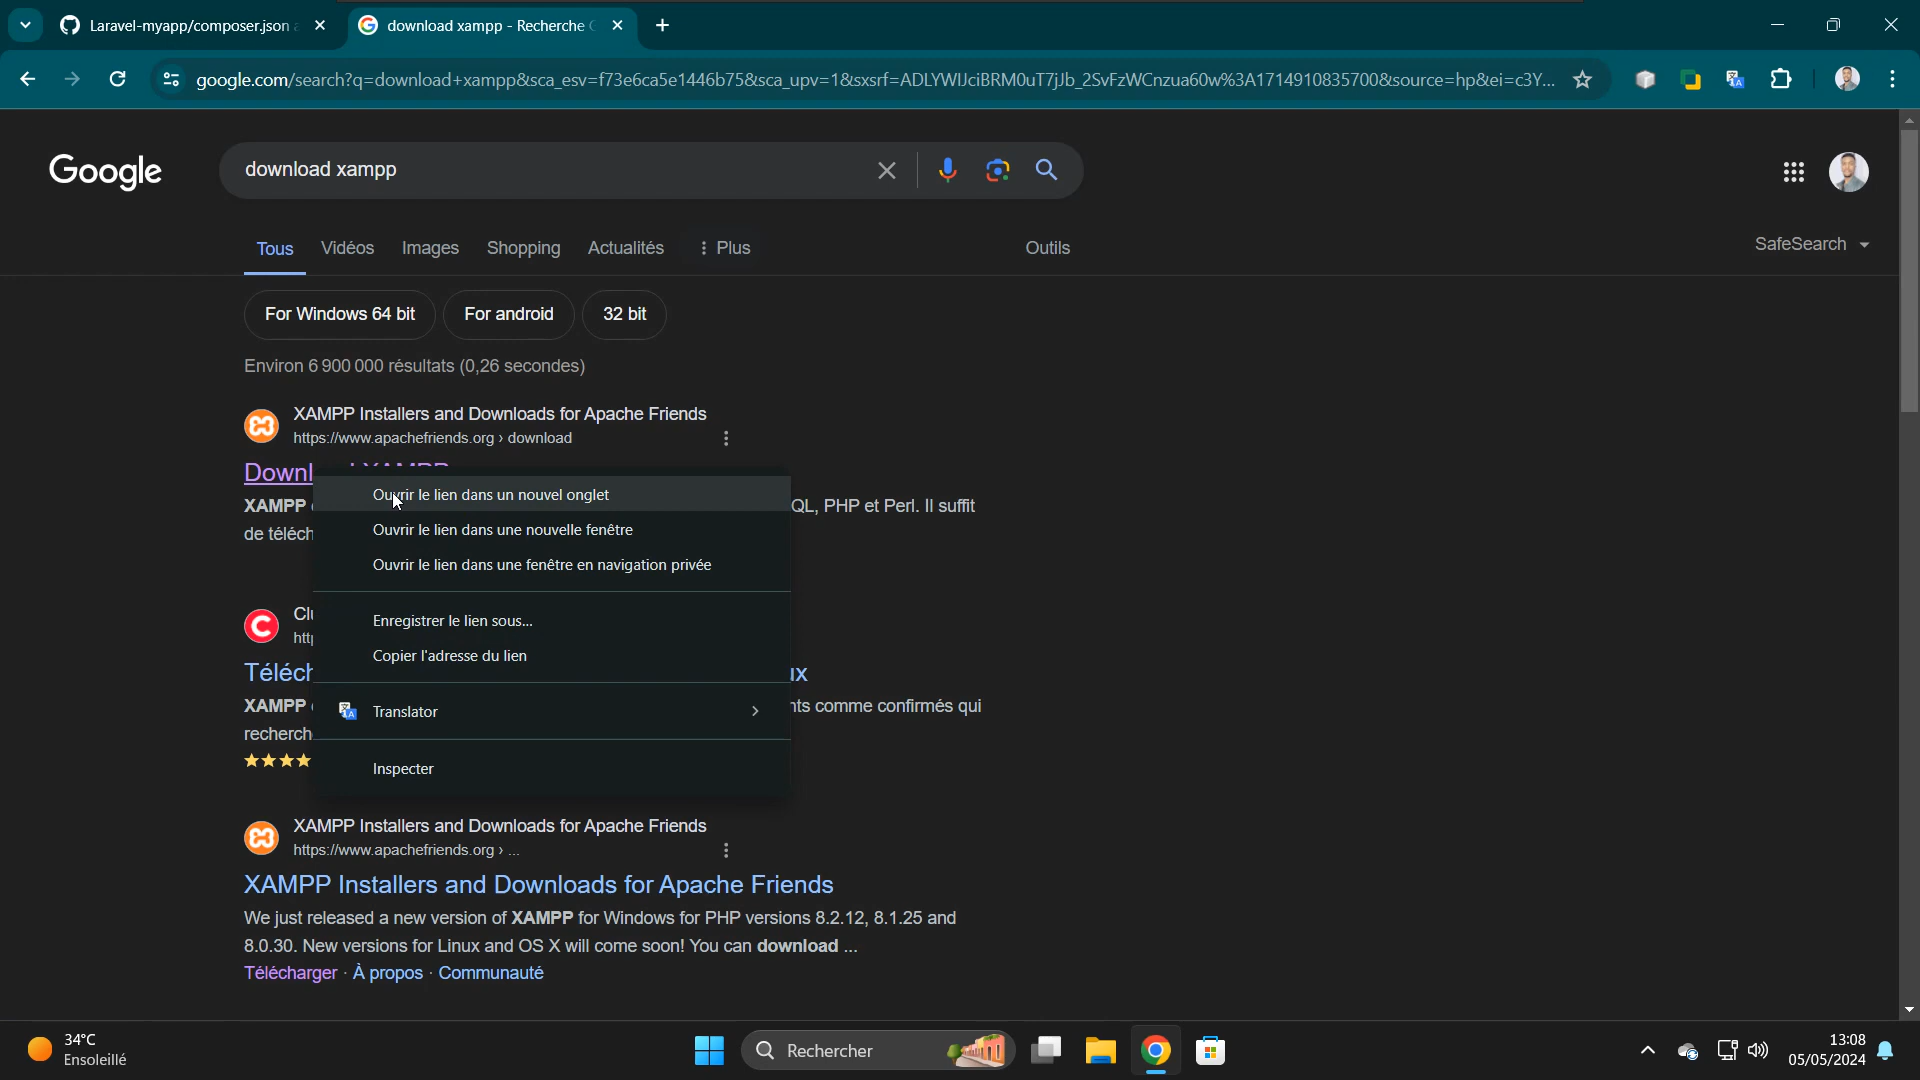 Laravel-myapp/composer.json a
download xampp - Recherche G
google.com/search?q=download+xampp&sca_esv=f73e6ca5e1446b75&sca_upv=1&sxsrf=ADLYWIJciBRM0uT7jJb_2SvFzWCnzua60w%3A1714910835700&source=hp&ei=c3Y...
Google
download xampp
Tous Vidéos Images Shopping Actualités Plus Outils SafeSearch
For Windows 64 bit For android 32 bit
Environ 6 900 000 résultats (0,26 secondes)
XAMPP Installers and Downloads for Apache Friends
https://www.apachefriends.org › download
Downl
XAMPP QL, PHP et Perl. Il suffit
de téléch
Ouvrir le lien dans un nouvel onglet
Ouvrir le lien dans une nouvelle fenêtre
Ouvrir le lien dans une fenêtre en navigation privée
Enregistrer le lien sous...
Copier l'adresse du lien
Translator
Inspecter
Téléch ux
XAMPP nts comme confirmés qui
recherch
XAMPP Installers and Downloads for Apache Friends
https://www.apachefriends.org › ...
XAMPP Installers and Downloads for Apache Friends
We just released a new version of XAMPP for Windows for PHP versions 8.2.12, 8.1.25 and
8.0.30. New versions for Linux and OS X will come soon! You can download ...
Télécharger · À propos · Communauté
34°C
Ensoleillé
Rechercher
13:08
05/05/2024